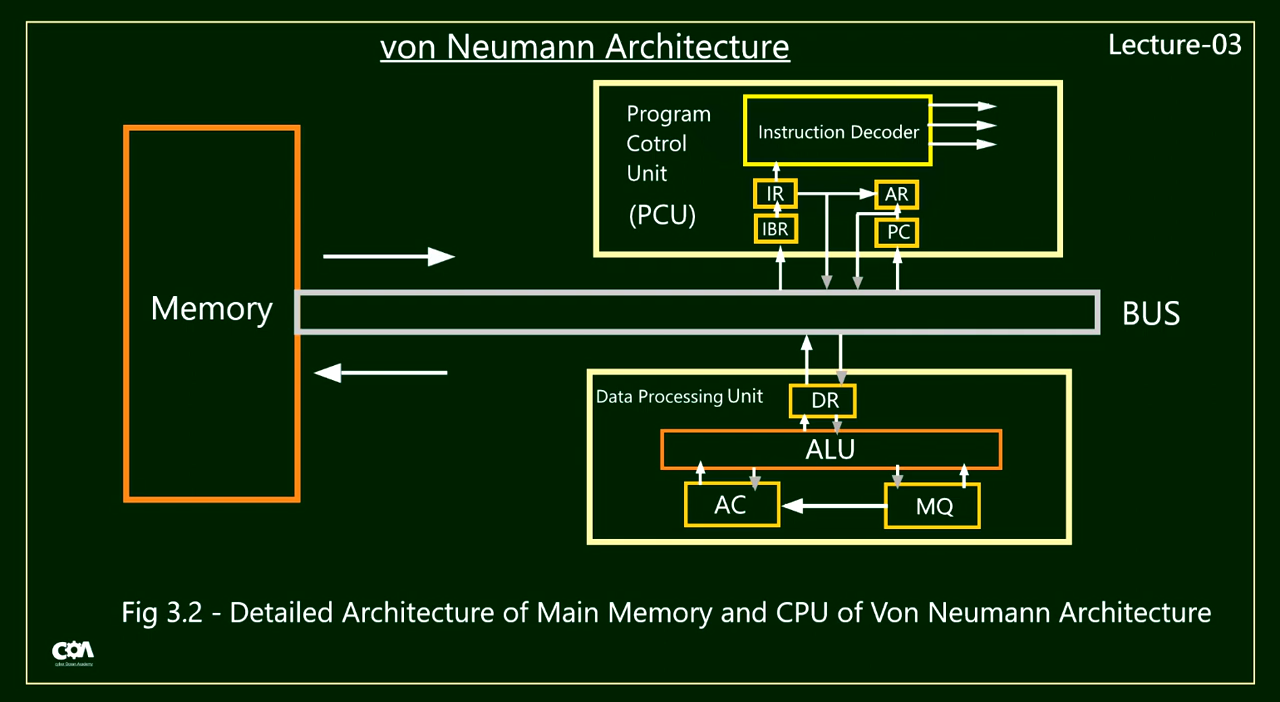 von Neumann Architecture
Lecture-03
Program
Cotrol
Unit
(PCU)
Instruction Decoder
IR
AR
IBR
PC
Memory
BUS
Data Processing Unit
DR
ALU
AC
MQ
Fig 3.2 - Detailed Architecture of Main Memory and CPU of Von Neumann Architecture
COA